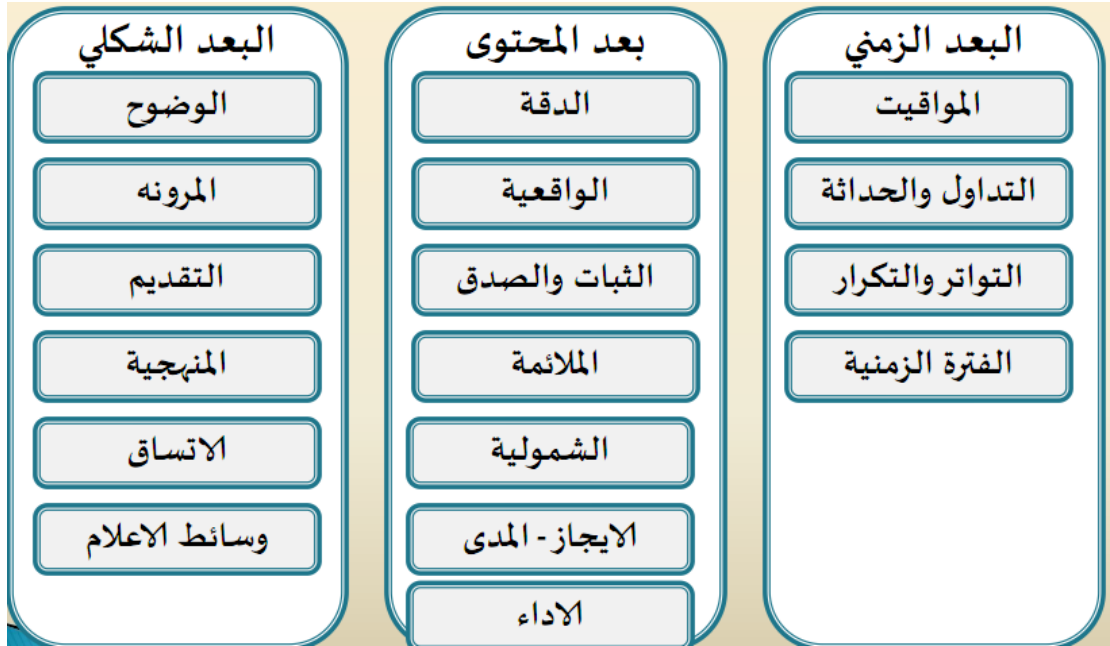 البعد الزمني
المواقيت
التداول والحداثة
التواتر والتكرار
الفترة الزمنية
بعد المحتوى
الدقة
الواقعية
الثبات والصدق
الملائمة
الشمولية
الايجاز - المدى
الاداء
البعد الشكلي
الوضوح
المرونه
التقديم
المنهجية
الاتساق
وسائط الاعلام